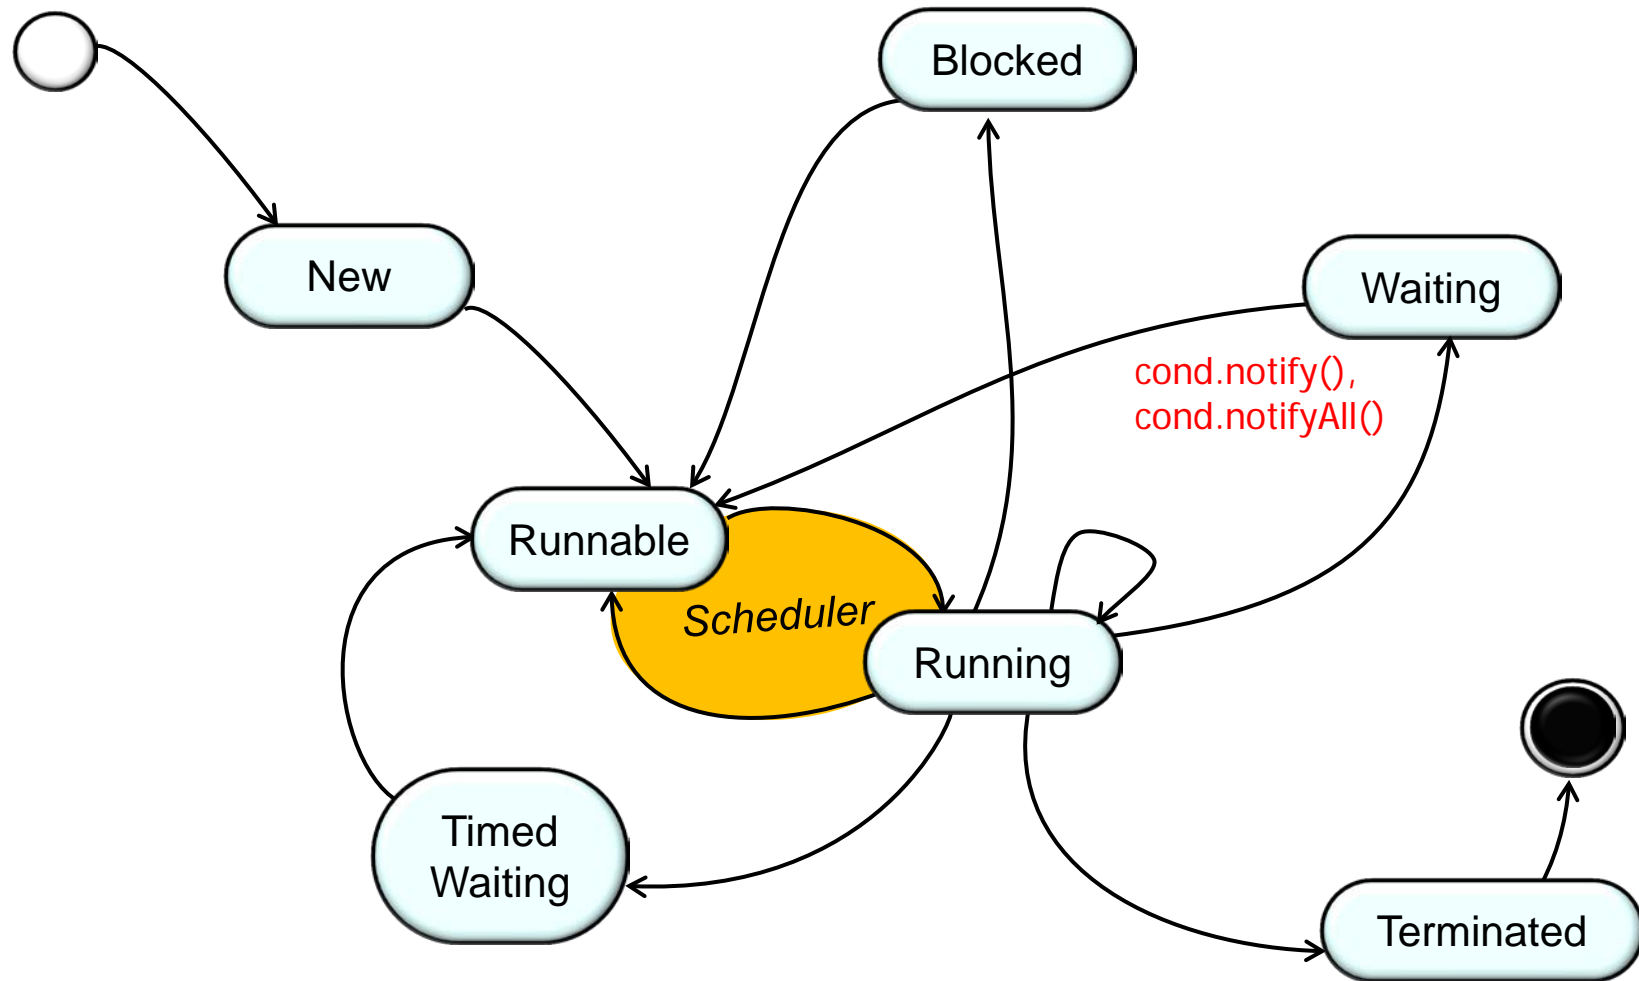 Blocked
New
Waiting
cond.notify(),
cond.notifyAll()
Runnable
Scheduler
Running
Timed
Waiting
Terminated